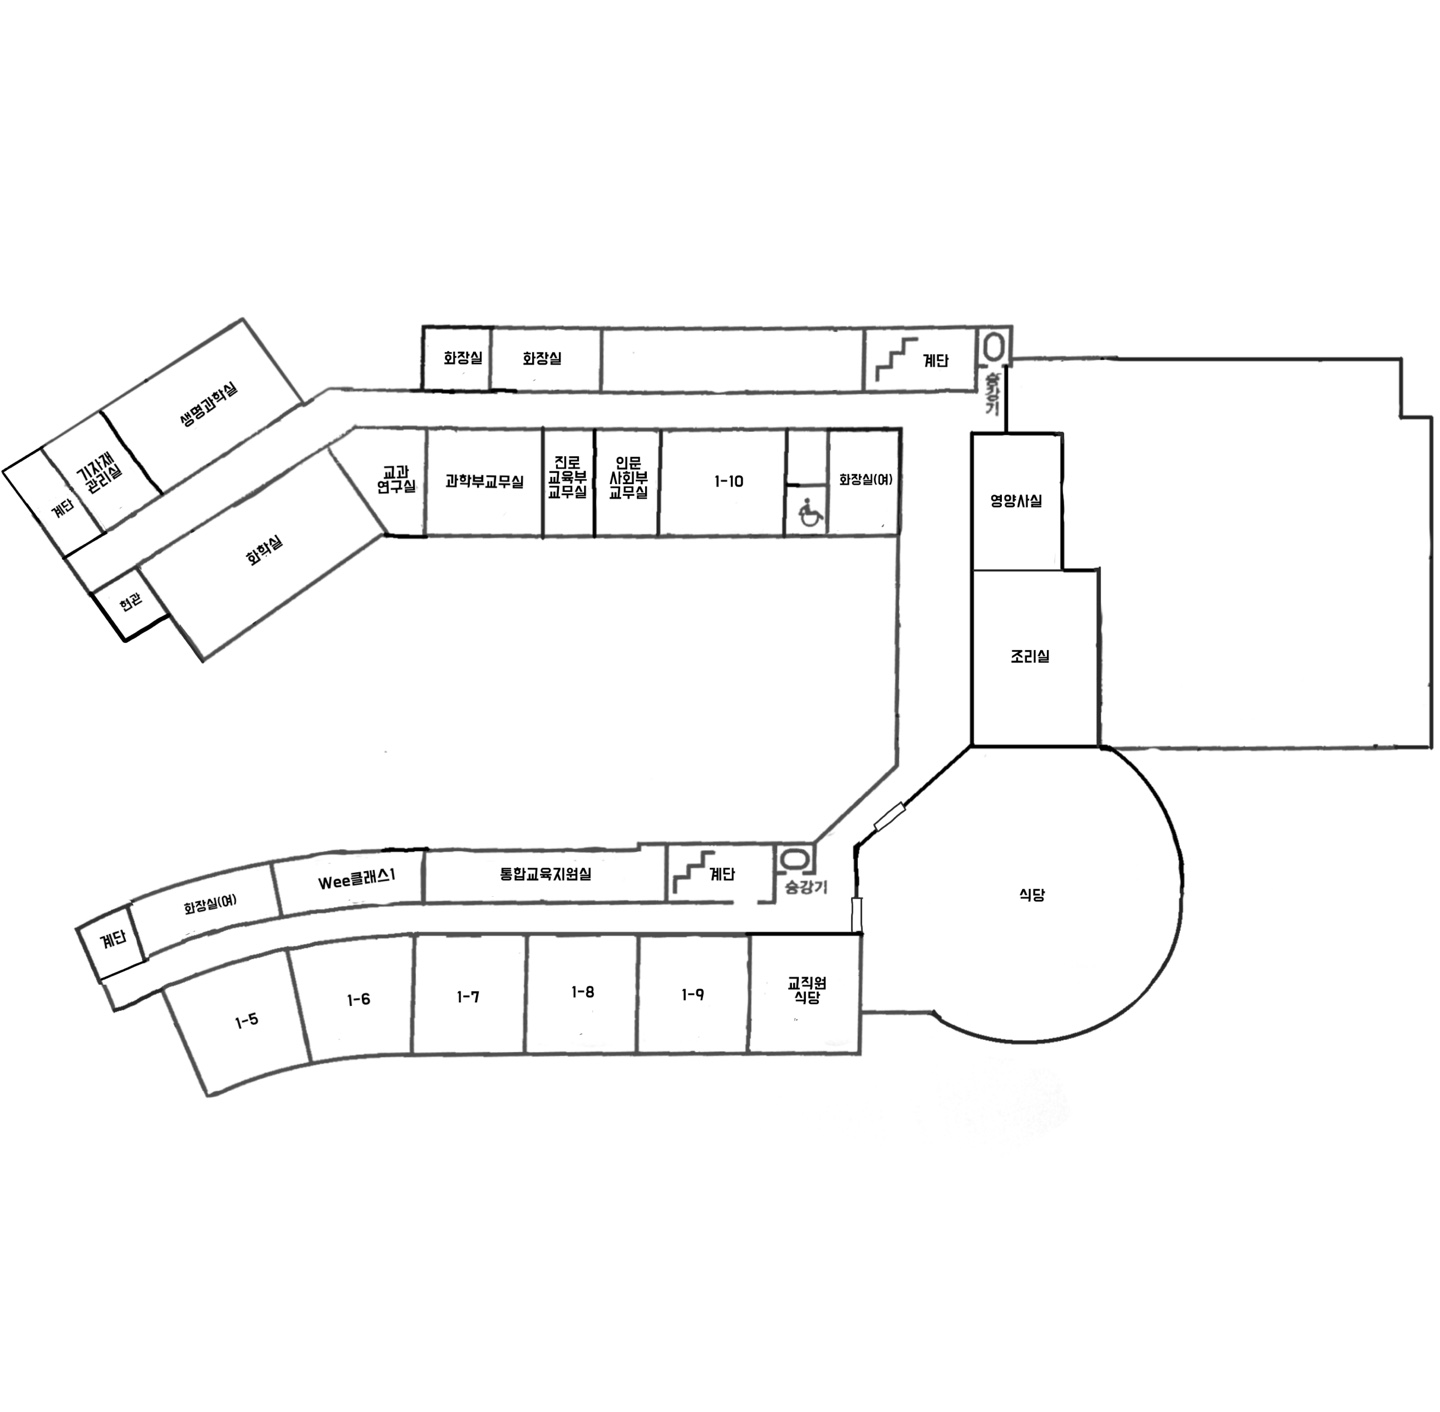 화장실
화장실
계단
승강기
생명과학실
기자재
관리실
계단
교과
연구실
과학부교무실
진로
교육부
교무실
인문
사회부
교무실
1-10
화장실(여)
영양사실
화학실
현관
조리실
Wee클래스1
통합교육지원실
계단
승강기
화장실(여)
계단
식당
1-5
1-6
1-7
1-8
1-9
교직원
식당